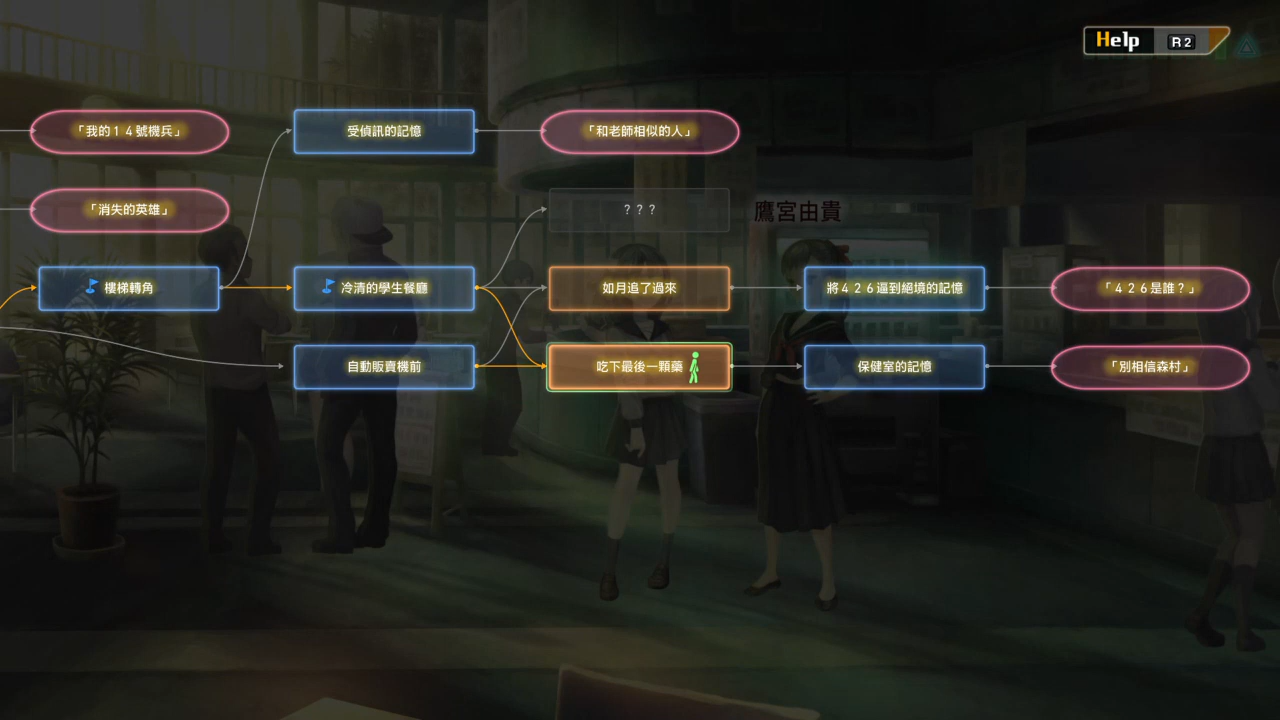 Help R2
「我的１４號機兵」 受偵訊的記憶 「和老師相似的人」
「消失的英雄」 ？？？ 鷹宮由貴
樓梯轉角 冷清的學生餐廳 如月追了過來 將４２６逼到絕境的記憶 「４２６是誰？」
自動販賣機前 吃下最後一顆藥 保健室的記憶 「別相信森村」